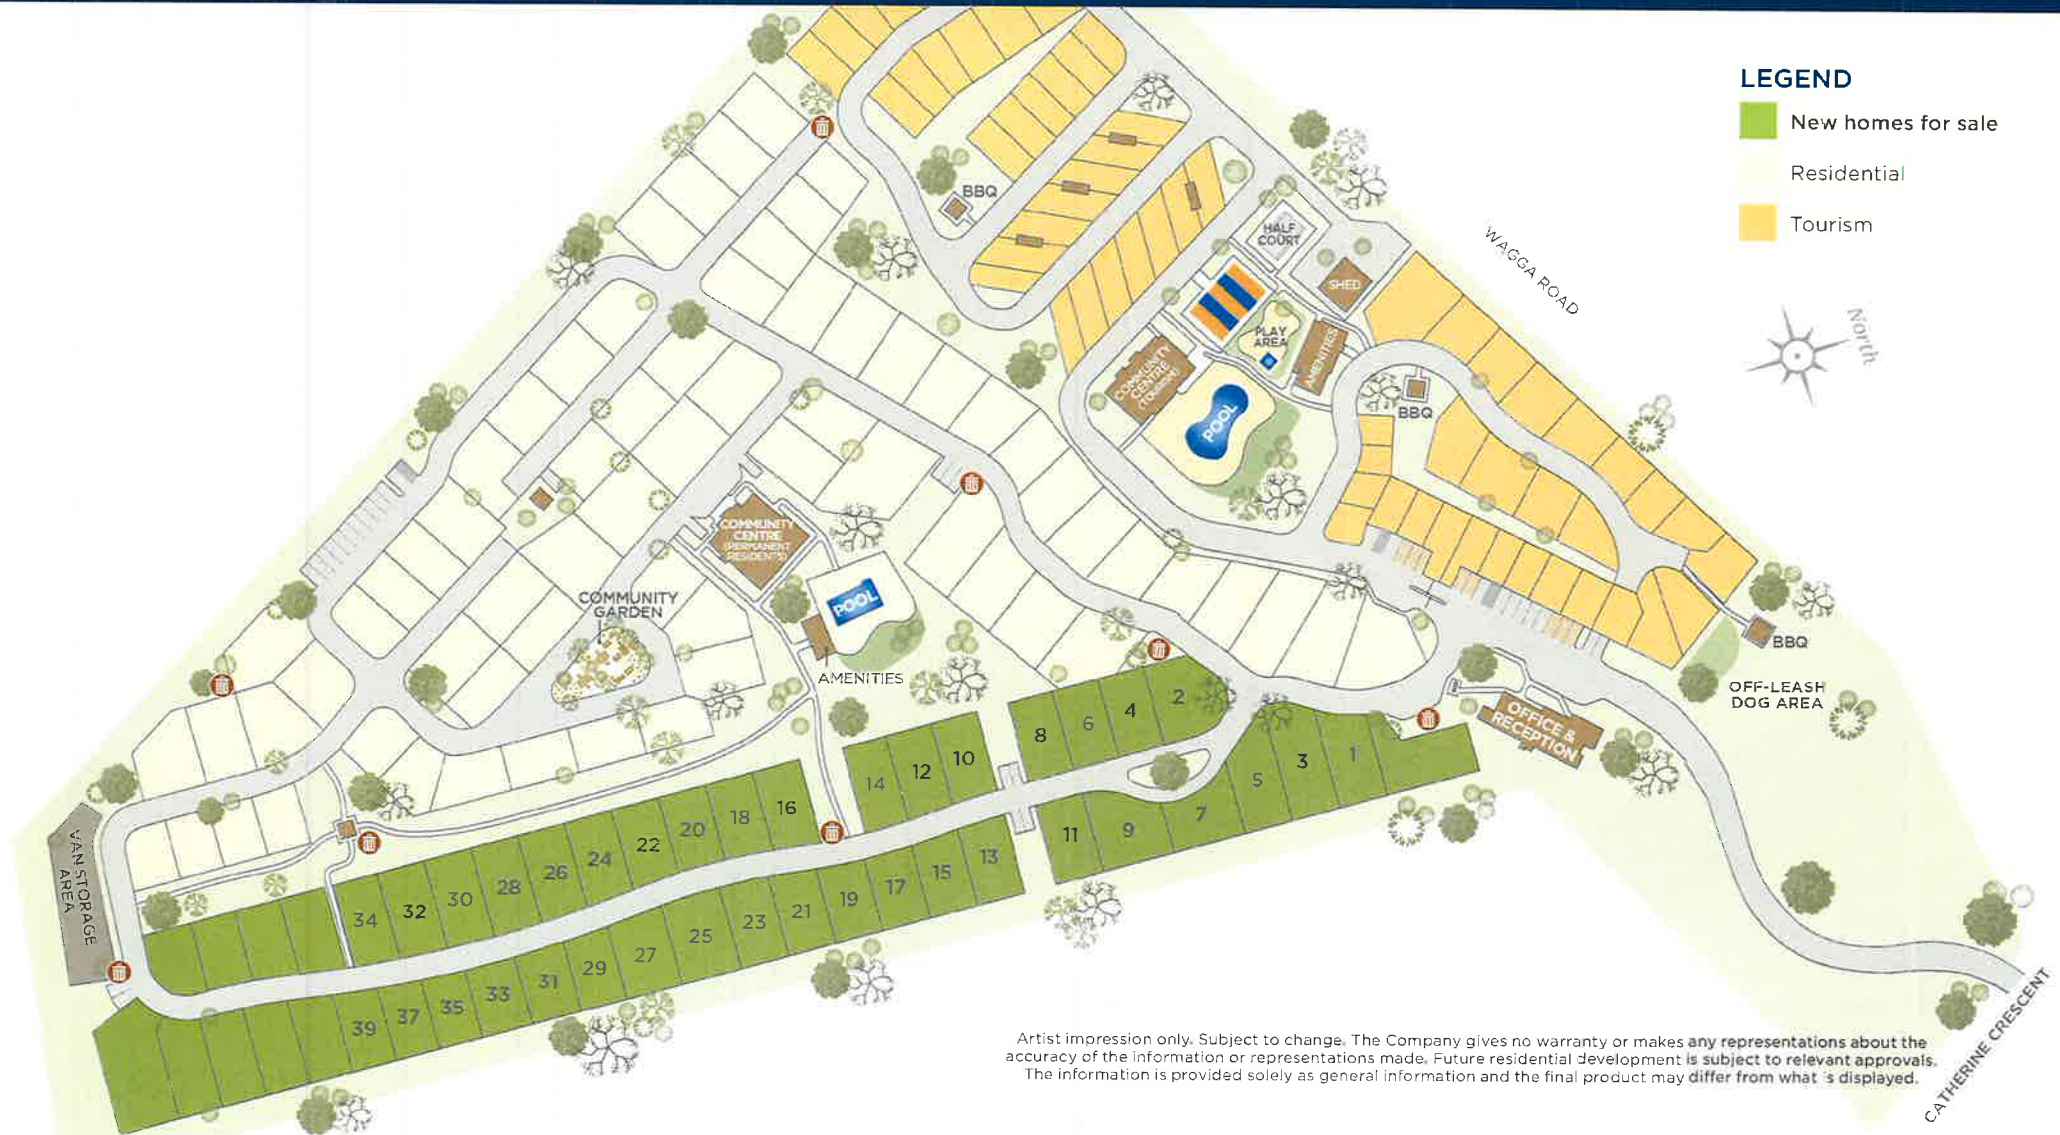 LEGEND
New homes for sale
Residential
Tourism
WAGGA ROAD
North
BBQ
HALF
COURT
SHED
PLAY
AREA
AMENITIES
COMMUNITY
CENTRE
(TOURISM)
POOL
BBQ
COMMUNITY
CENTRE
(PERMANENT
RESIDENTS)
COMMUNITY
GARDEN
POOL
AMENITIES
BBQ
OFF-LEASH
DOG AREA
OFFICE &
RECEPTION
VAN STORAGE
AREA
2
4
6
8
10
12
14
16
18
20
22
24
26
28
30
32
34
1
3
5
7
9
11
13
15
17
19
21
23
25
27
29
31
33
35
37
39
Artist impression only. Subject to change. The Company gives no warranty or makes any representations about the
accuracy of the information or representations made. Future residential development is subject to relevant approvals.
The information is provided solely as general information and the final product may differ from what is displayed.
CATHERINE CRESCENT